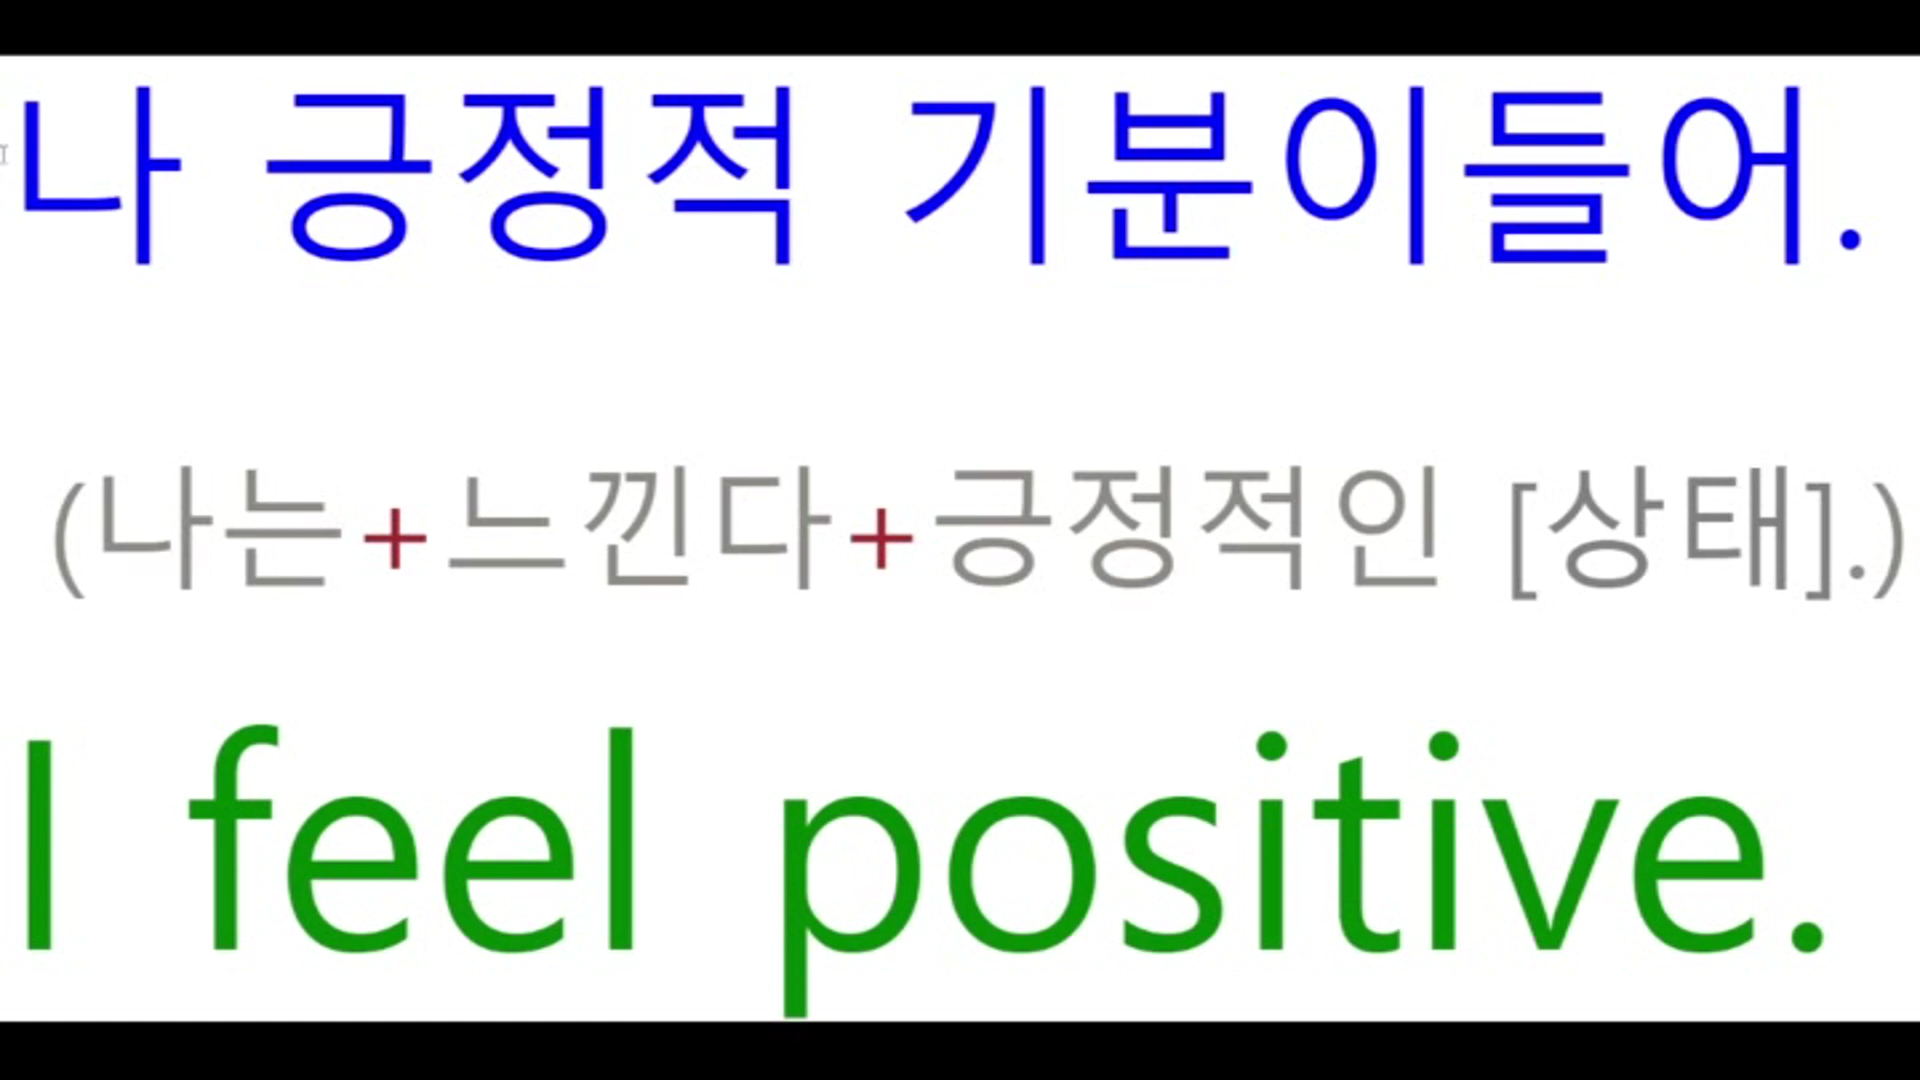 나 긍정적 기분이들어.
(나는+느낀다+긍정적인 [상태].)
I feel positive.